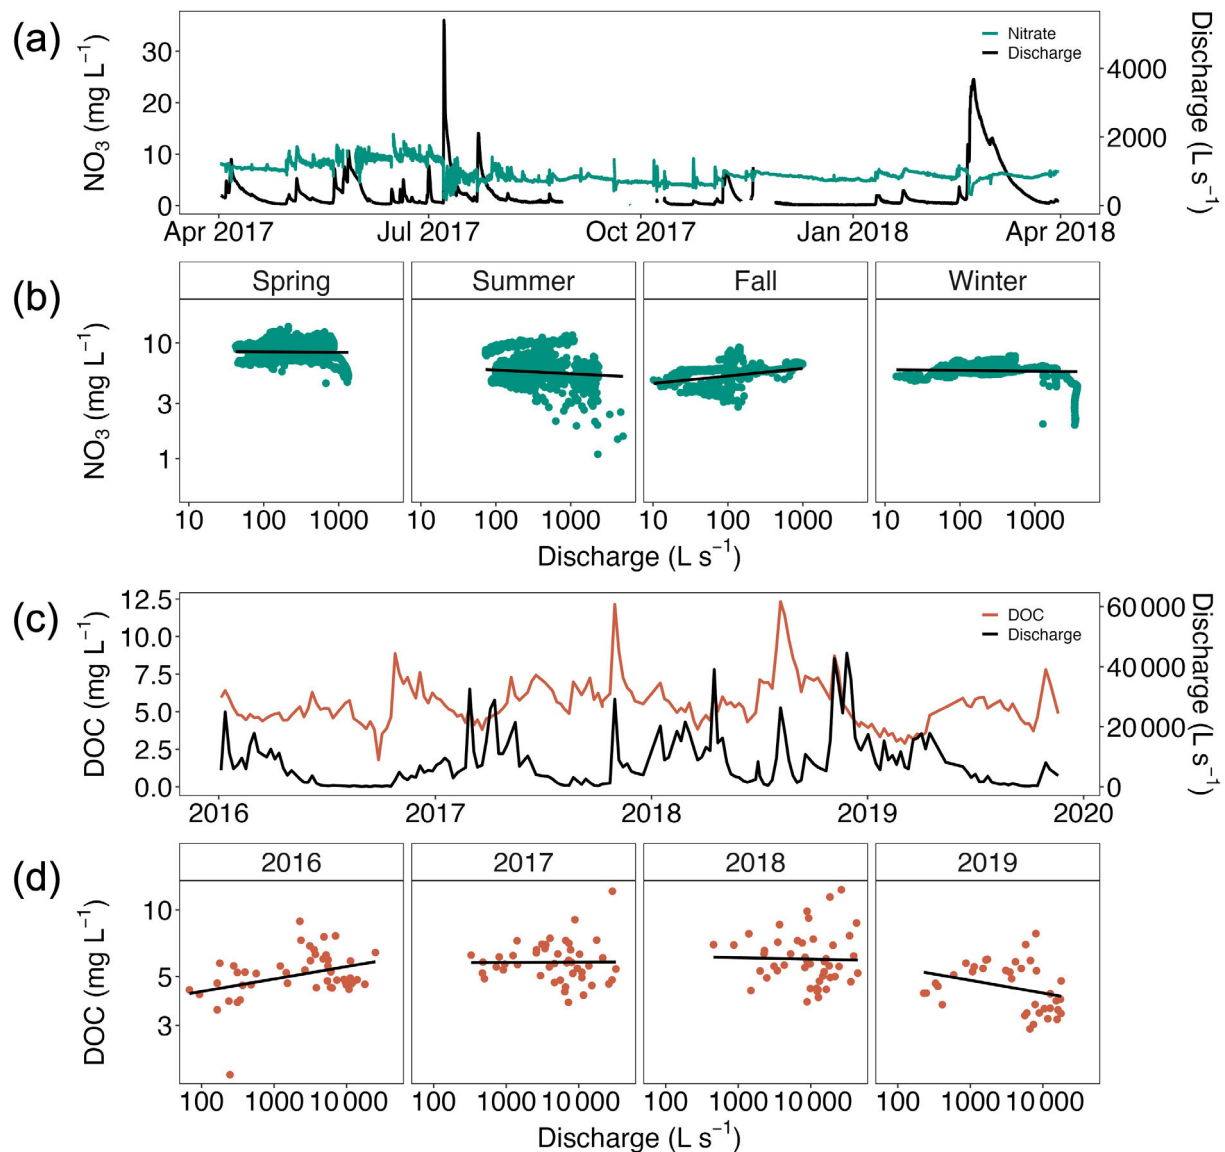 (a)
NO₃ (mg L⁻¹)
30
20
10
0
Nitrate
Discharge
4000
2000
0
Discharge (L s⁻¹)
Apr 2017 Jul 2017 Oct 2017 Jan 2018 Apr 2018
(b)
Spring Summer Fall Winter
NO₃ (mg L⁻¹)
10
3
1
10 100 1000 10 100 1000 10 100 1000 10 100 1000
Discharge (L s⁻¹)
(c)
DOC (mg L⁻¹)
12.5
10.0
7.5
5.0
2.5
0.0
DOC
Discharge
60 000
40 000
20 000
0
Discharge (L s⁻¹)
2016 2017 2018 2019 2020
(d)
2016 2017 2018 2019
DOC (mg L⁻¹)
10
5
3
100 1000 10 000 100 1000 10 000 100 1000 10 000 100 1000 10 000
Discharge (L s⁻¹)